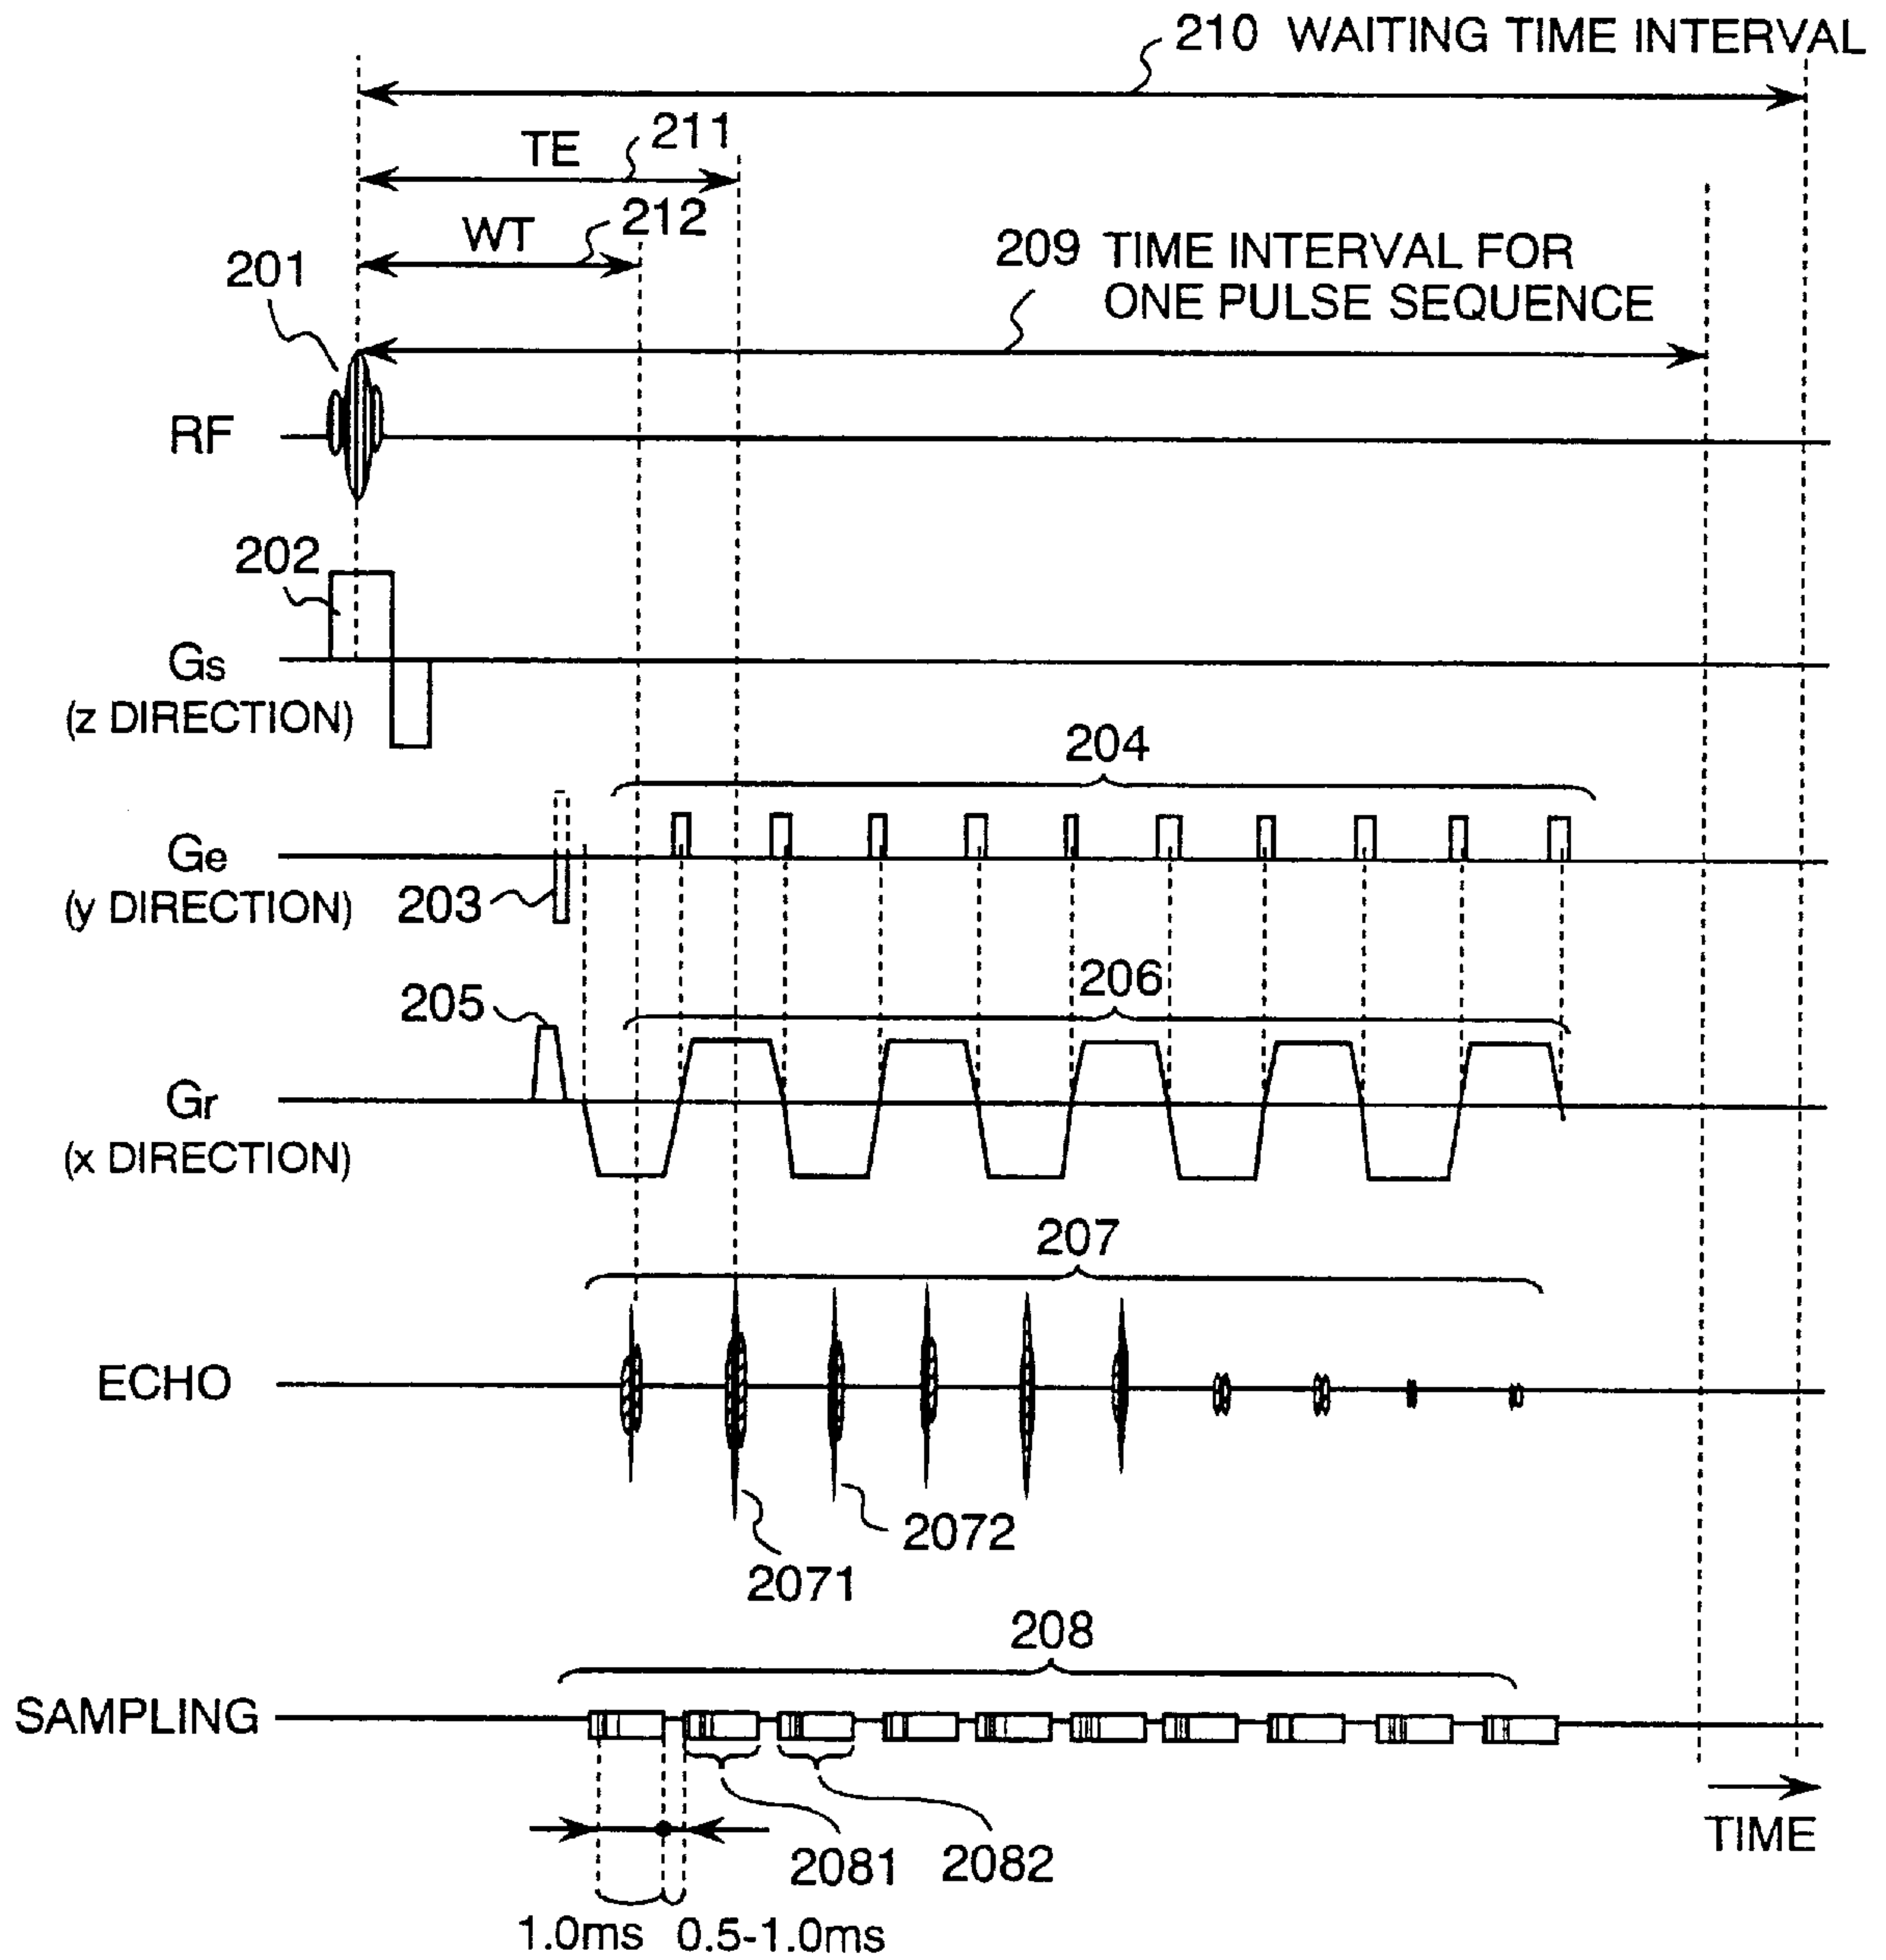 210 WAITING TIME INTERVAL
211
TE
212
WT
209 TIME INTERVAL FOR
ONE PULSE SEQUENCE
201
RF
202
Gs
(z DIRECTION)
204
Ge
(y DIRECTION)
203
206
205
Gr
(x DIRECTION)
207
ECHO
2072
2071
208
SAMPLING
TIME
2081
2082
1.0ms
0.5-1.0ms